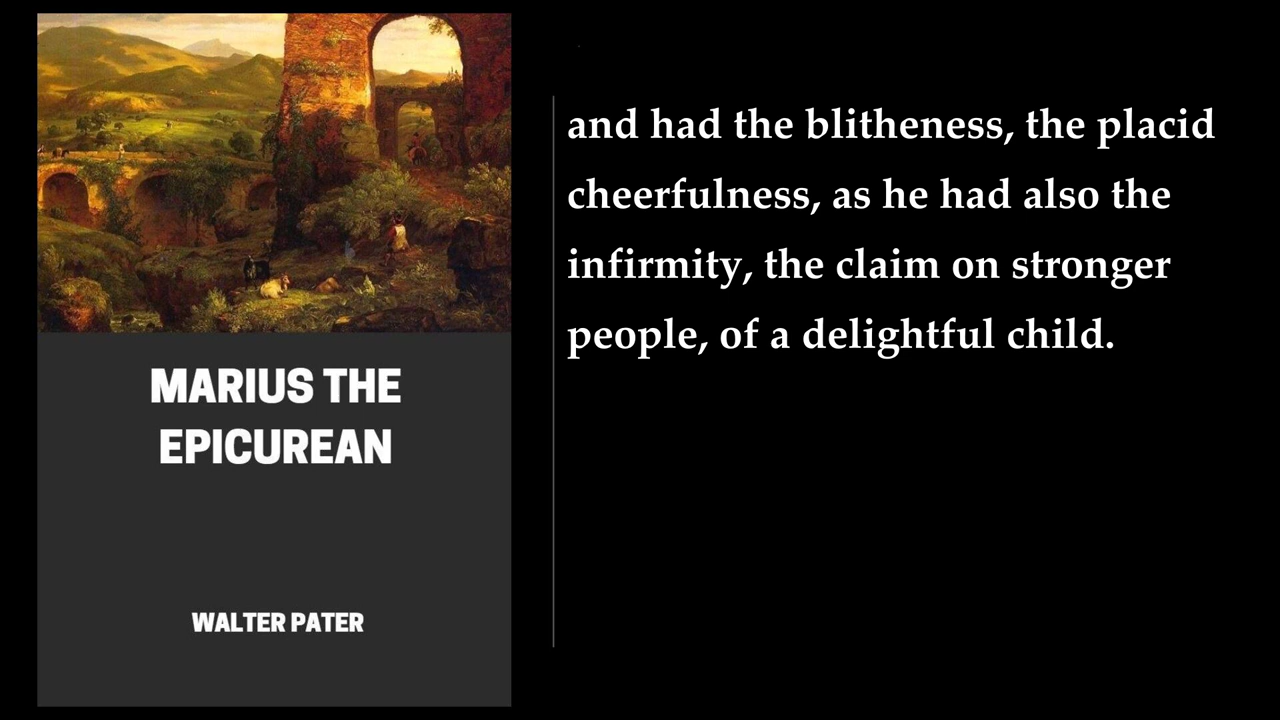 MARIUS THE
EPICUREAN
WALTER PATER
and had the blitheness, the placid
cheerfulness, as he had also the
infirmity, the claim on stronger
people, of a delightful child.